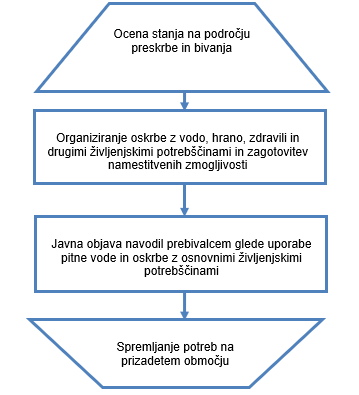 Ocena stanja na področju
preskrbe in bivanja
Organiziranje oskrbe z vodo, hrano, zdravili in
drugimi življenjskimi potrebščinami in zagotovitev
namestitvenih zmogljivosti
Javna objava navodil prebivalcem glede uporabe
pitne vode in oskrbe z osnovnimi življenjskimi
potrebščinami
Spremljanje potreb na
prizadetem območju